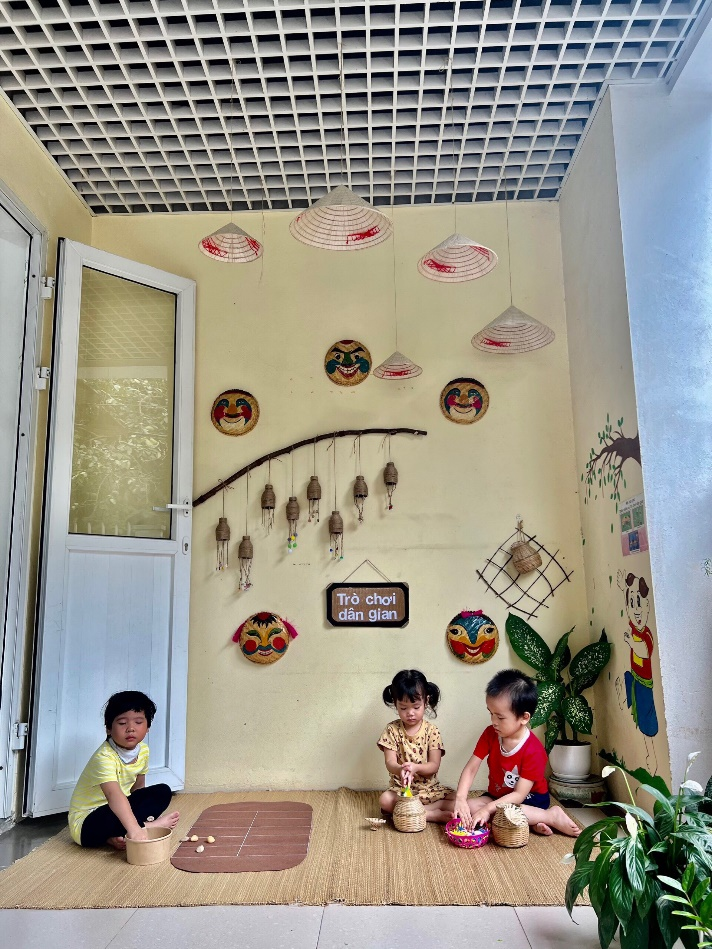 Trò chơi
dân gian